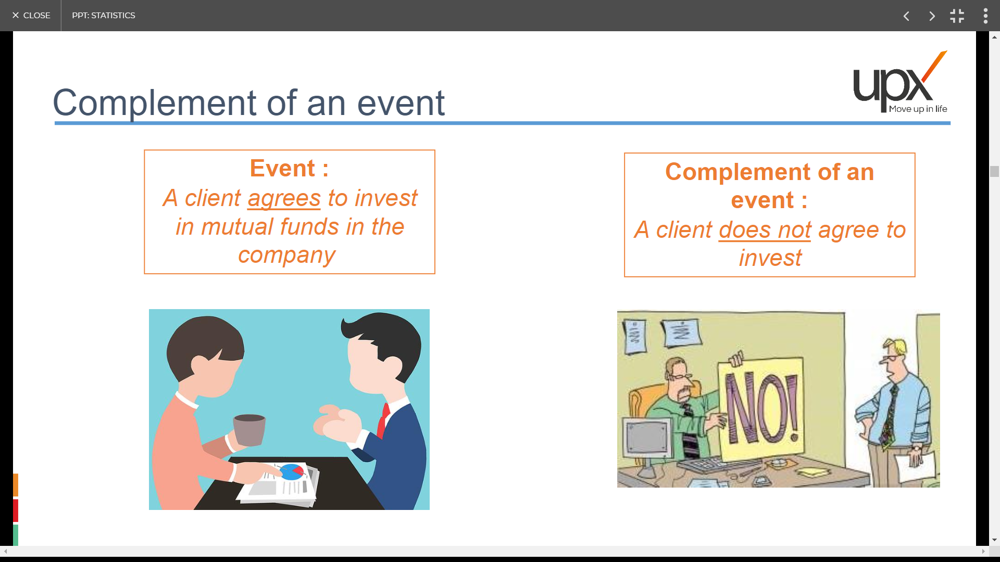 CLOSE
PPT: STATISTICS
upx
Move up in life
Complement of an event
Event :
A client agrees to invest
in mutual funds in the
company
Complement of an
event :
A client does not agree to
invest
NO!